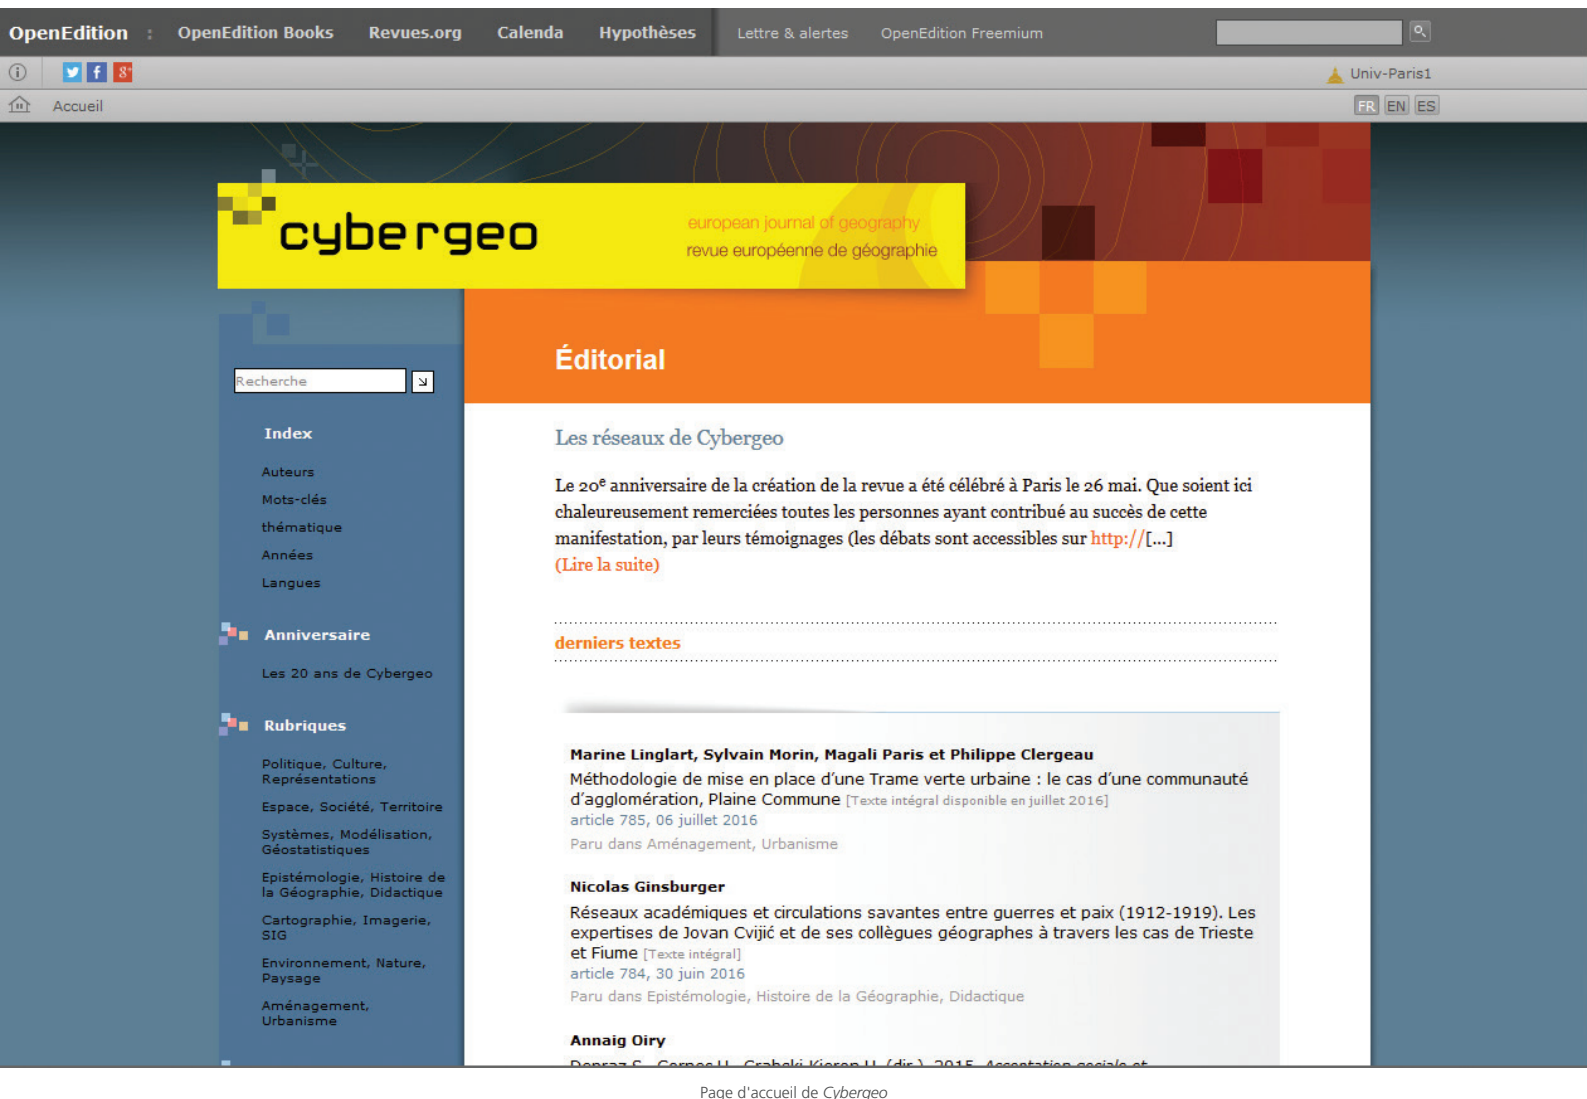 OpenEdition : OpenEdition Books Revues.org Calenda Hypothèses Lettre & alertes OpenEdition Freemium
Univ-Paris1
Accueil FR EN ES
cybergeo
european journal of geography
revue européenne de géographie
Éditorial
Recherche
Index
Auteurs
Mots-clés
thématique
Années
Langues
Anniversaire
Les 20 ans de Cybergeo
Rubriques
Politique, Culture,
Représentations
Espace, Société, Territoire
Systèmes, Modélisation,
Géostatistiques
Epistémologie, Histoire de
la Géographie, Didactique
Cartographie, Imagerie,
SIG
Environnement, Nature,
Paysage
Aménagement,
Urbanisme
Les réseaux de Cybergeo
Le 20e anniversaire de la création de la revue a été célébré à Paris le 26 mai. Que soient ici
chaleureusement remerciées toutes les personnes ayant contribué au succès de cette
manifestation, par leurs témoignages (les débats sont accessibles sur http://[...]
(Lire la suite)
derniers textes
Marine Linglart, Sylvain Morin, Magali Paris et Philippe Clergeau
Méthodologie de mise en place d'une Trame verte urbaine : le cas d'une communauté
d'agglomération, Plaine Commune [Texte intégral disponible en juillet 2016]
article 785, 06 juillet 2016
Paru dans Aménagement, Urbanisme
Nicolas Ginsburger
Réseaux académiques et circulations savantes entre guerres et paix (1912-1919). Les
expertises de Jovan Cvijić et de ses collègues géographes à travers les cas de Trieste
et Fiume [Texte intégral]
article 784, 30 juin 2016
Paru dans Epistémologie, Histoire de la Géographie, Didactique
Annaig Oiry
(dir.), 2015, Acceptation sociale et
Page d'accueil de Cybergeo